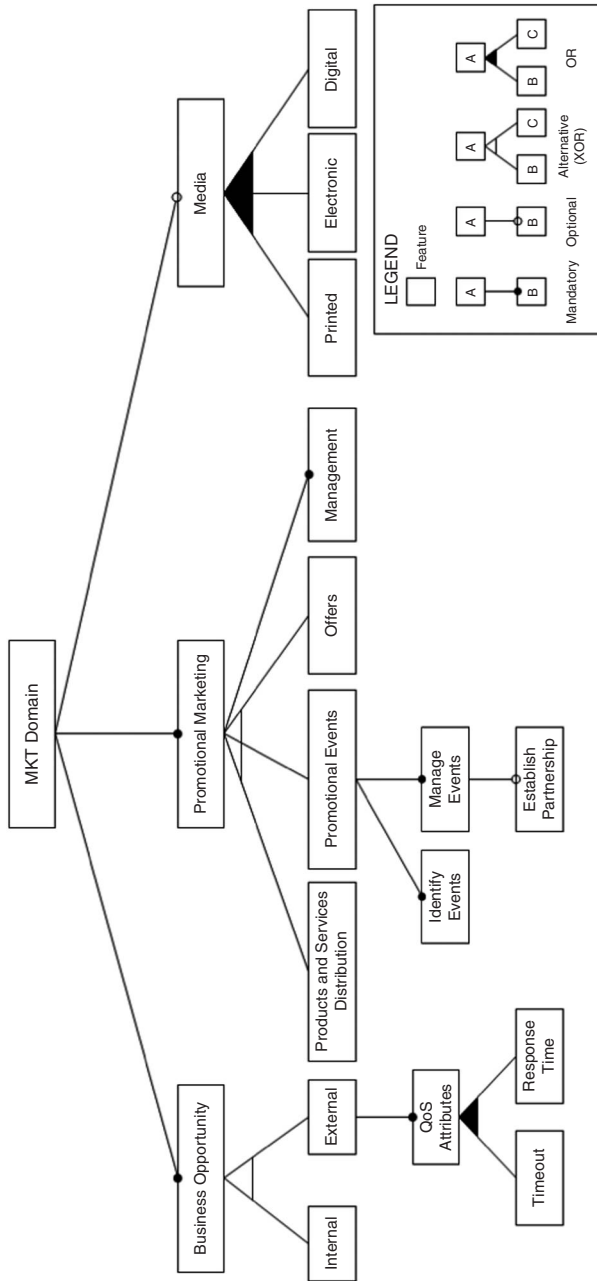 MKT Domain
Business Opportunity
Promotional Marketing
Media
Internal
External
Products and Services
Distribution
Promotional Events
Offers
Management
Printed
Electronic
Digital
QoS
Attributes
Identify
Events
Manage
Events
Timeout
Response
Time
Establish
Partnership
LEGEND
Feature
A
B
Mandatory
A
B
Optional
A
B
C
Alternative
(XOR)
A
B
C
OR